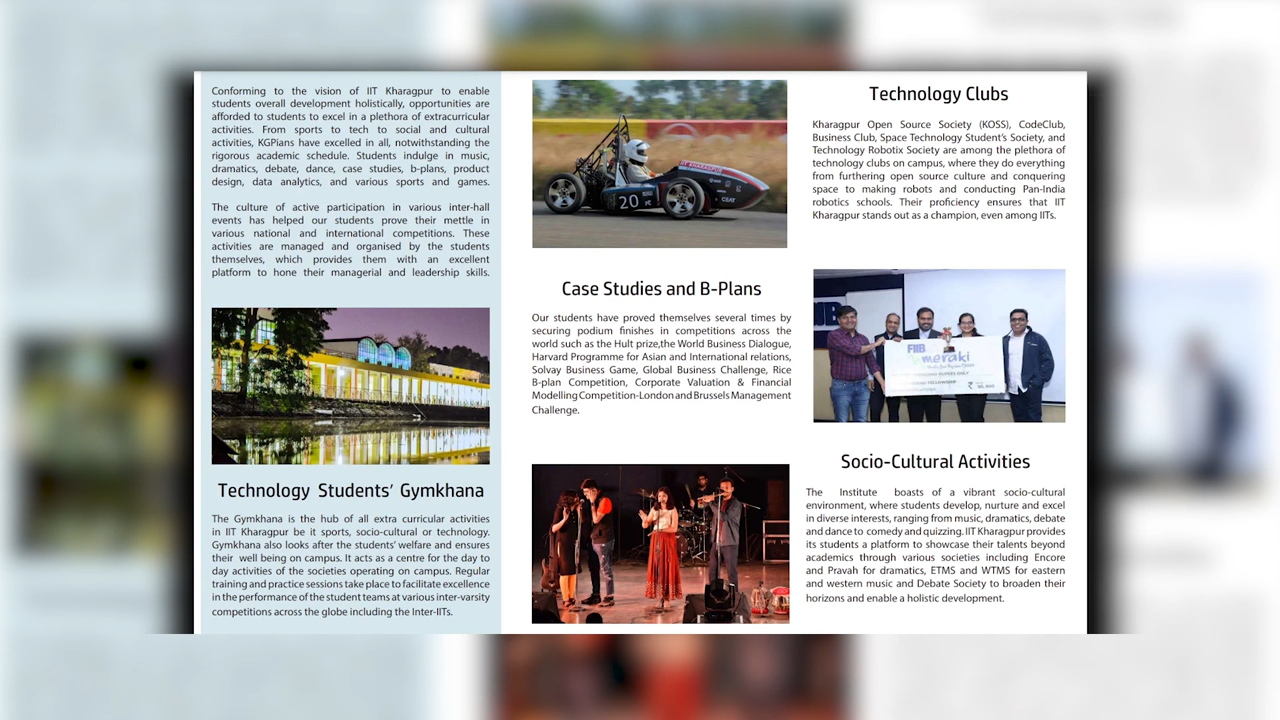 Conforming to the vision of IIT Kharagpur to enable
students overall development holistically, opportunities are
afforded to students to excel in a plethora of extracurricular
activities. From sports to tech to social and cultural
activities, KGPians have excelled in all, notwithstanding the
rigorous academic schedule. Students indulge in music,
dramatics, debate, dance, case studies, b-plans, product
design, data analytics, and various sports and games.
The culture of active participation in various inter-hall
events has helped our students prove their mettle in
various national and international competitions. These
activities are managed and organised by the students
themselves, which provides them with an excellent
platform to hone their managerial and leadership skills.
Technology Students’ Gymkhana
The Gymkhana is the hub of all extra curricular activities
in IIT Kharagpur be it sports, socio-cultural or technology.
Gymkhana also looks after the students’ welfare and ensures
their well being on campus. It acts as a centre for the day to
day activities of the societies operating on campus. Regular
training and practice sessions take place to facilitate excellence
in the performance of the student teams at various inter-varsity
competitions across the globe including the Inter-IITs.
IIT KHARAGPUR
20
CEAT
Case Studies and B-Plans
Our students have proved themselves several times by
securing podium finishes in competitions across the
world such as the Hult prize,the World Business Dialogue,
Harvard Programme for Asian and International relations,
Solvay Business Game, Global Business Challenge, Rice
B-plan Competition, Corporate Valuation & Financial
Modelling Competition-London and Brussels Management
Challenge.
Technology Clubs
Kharagpur Open Source Society (KOSS), CodeClub,
Business Club, Space Technology Student’s Society, and
Technology Robotix Society are among the plethora of
technology clubs on campus, where they do everything
from furthering open source culture and conquering
space to making robots and conducting Pan-India
robotics schools. Their proficiency ensures that IIT
Kharagpur stands out as a champion, even among IITs.
FIIB
meraki
Socio-Cultural Activities
The Institute boasts of a vibrant socio-cultural
environment, where students develop, nurture and excel
in diverse interests, ranging from music, dramatics, debate
and dance to comedy and quizzing. IIT Kharagpur provides
its students a platform to showcase their talents beyond
academics through various societies including Encore
and Pravah for dramatics, ETMS and WTMS for eastern
and western music and Debate Society to broaden their
horizons and enable a holistic development.